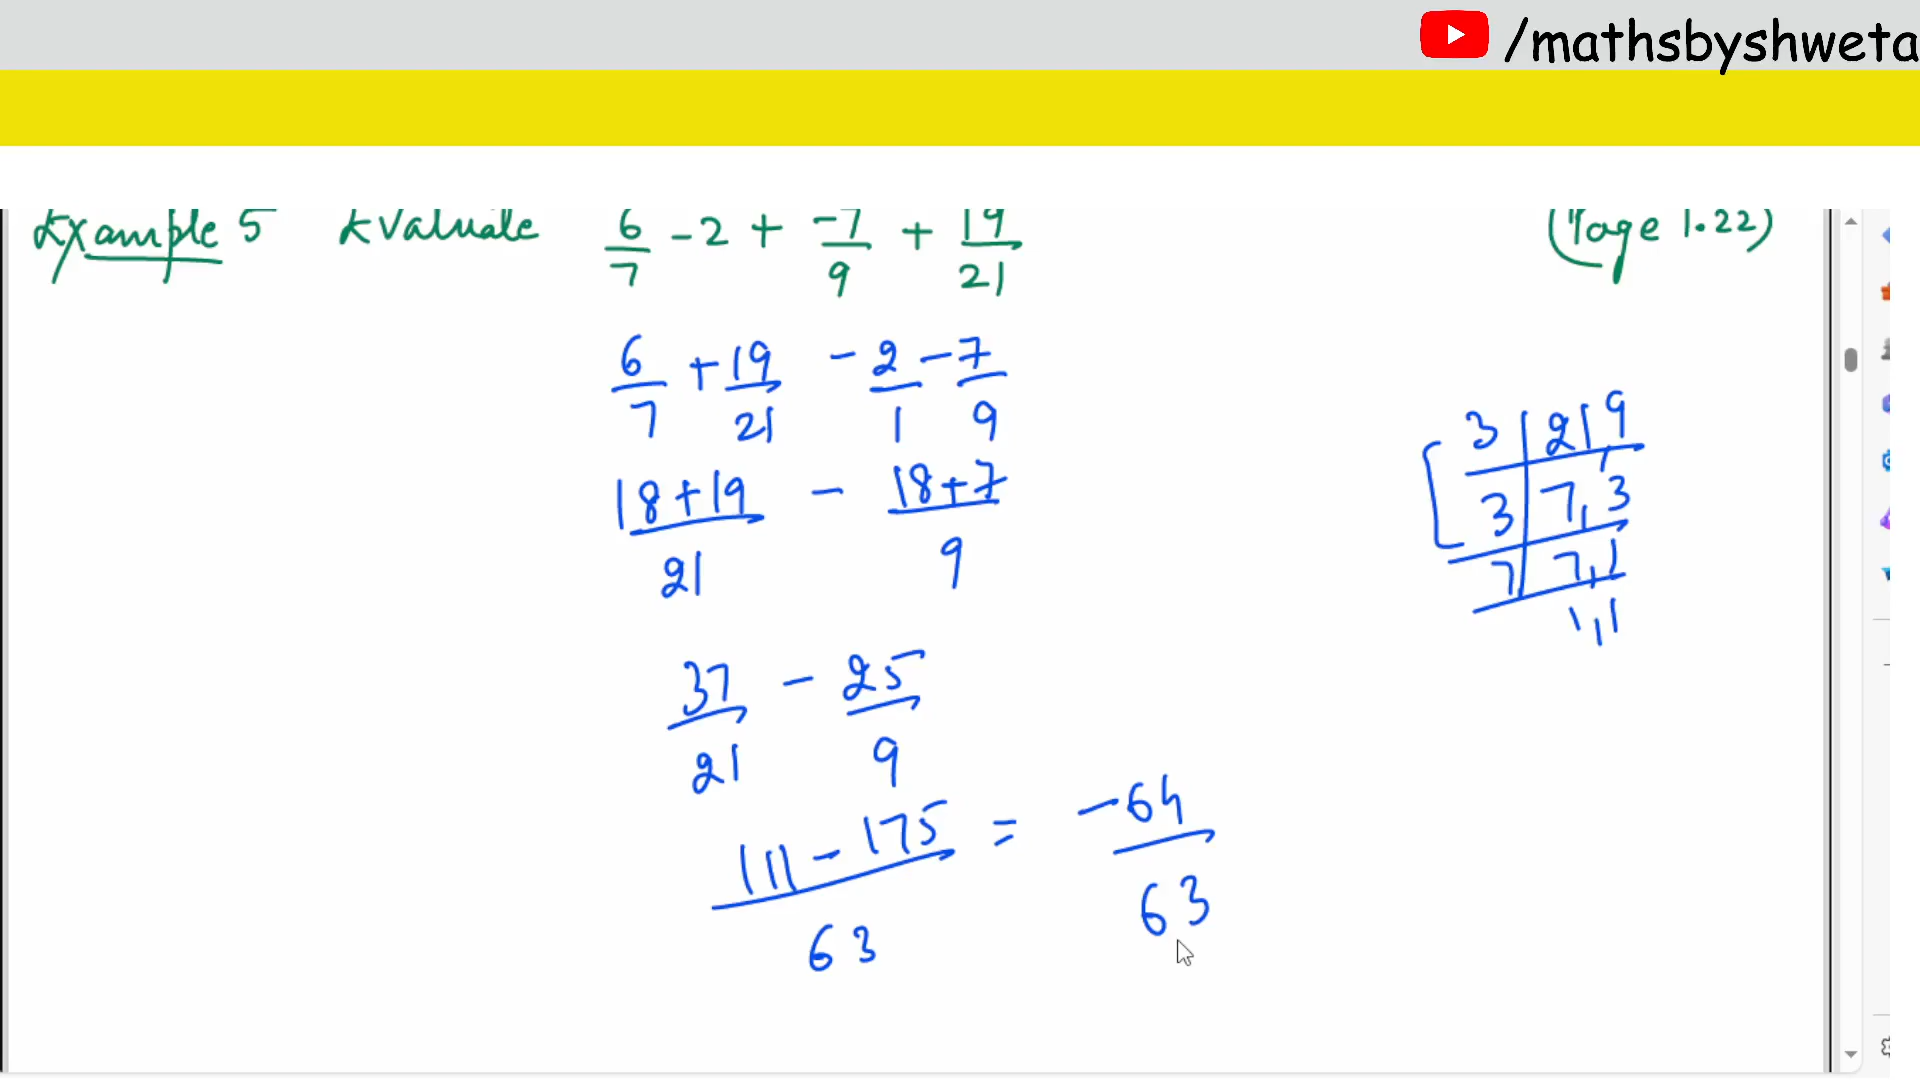 /mathsbyshweta
Example 5 Evaluate 6/7 - 2 + -7/9 + 19/21 (Page 1.22)
6/7 + 19/21 - 2/1 - 7/9
18+19/21 - 18+7/9
37/21 - 25/9
111-175/63 = -64/63
3 | 21, 9
3 | 7, 3
7 | 7, 1
1, 1